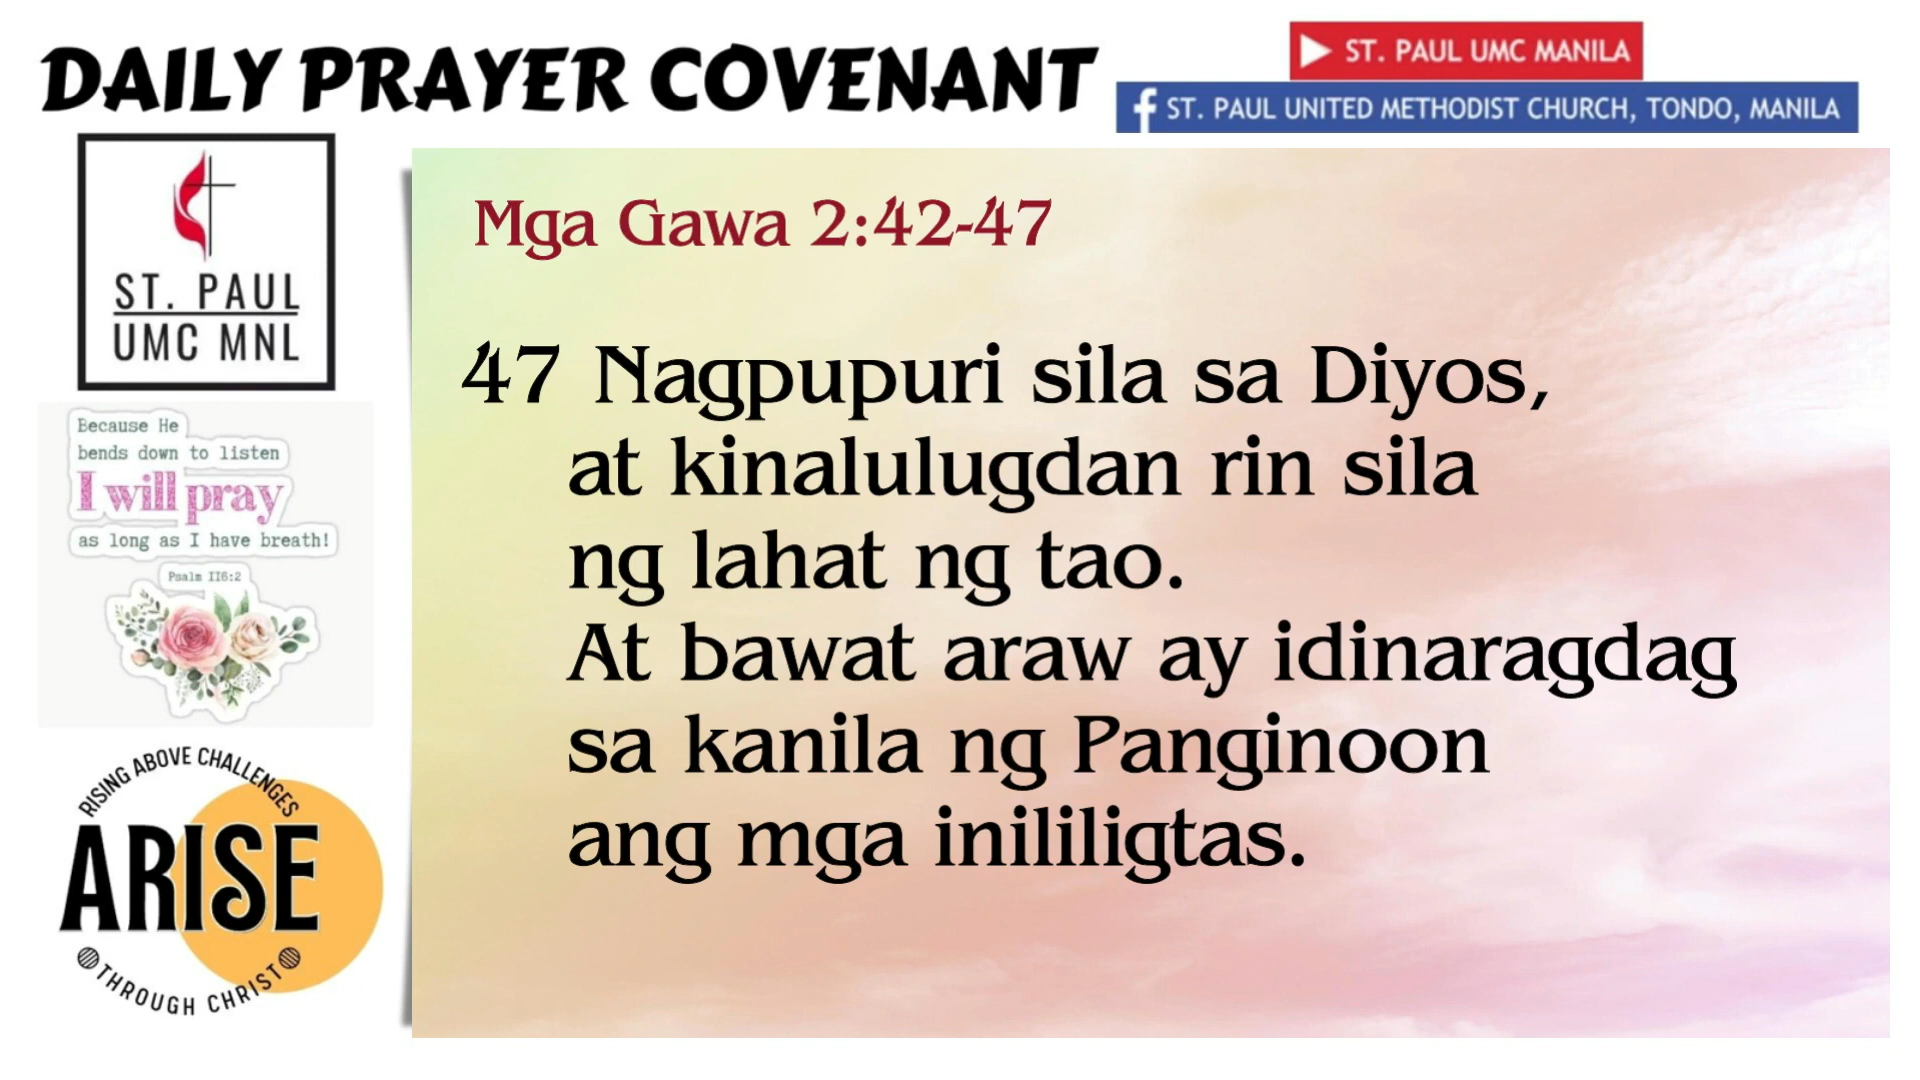 DAILY PRAYER COVENANT
ST. PAUL UMC MANILA
ST. PAUL UNITED METHODIST CHURCH, TONDO, MANILA
ST. PAUL
UMC MNL
Because He
bends down to listen
I will pray
as long as I have breath!
Psalm 116:2
RISING ABOVE CHALLENGES
ARISE
THROUGH CHRIST
Mga Gawa 2:42-47
47 Nagpupuri sila sa Diyos,
at kinalulugdan rin sila
ng lahat ng tao.
At bawat araw ay idinaragdag
sa kanila ng Panginoon
ang mga inililigtas.